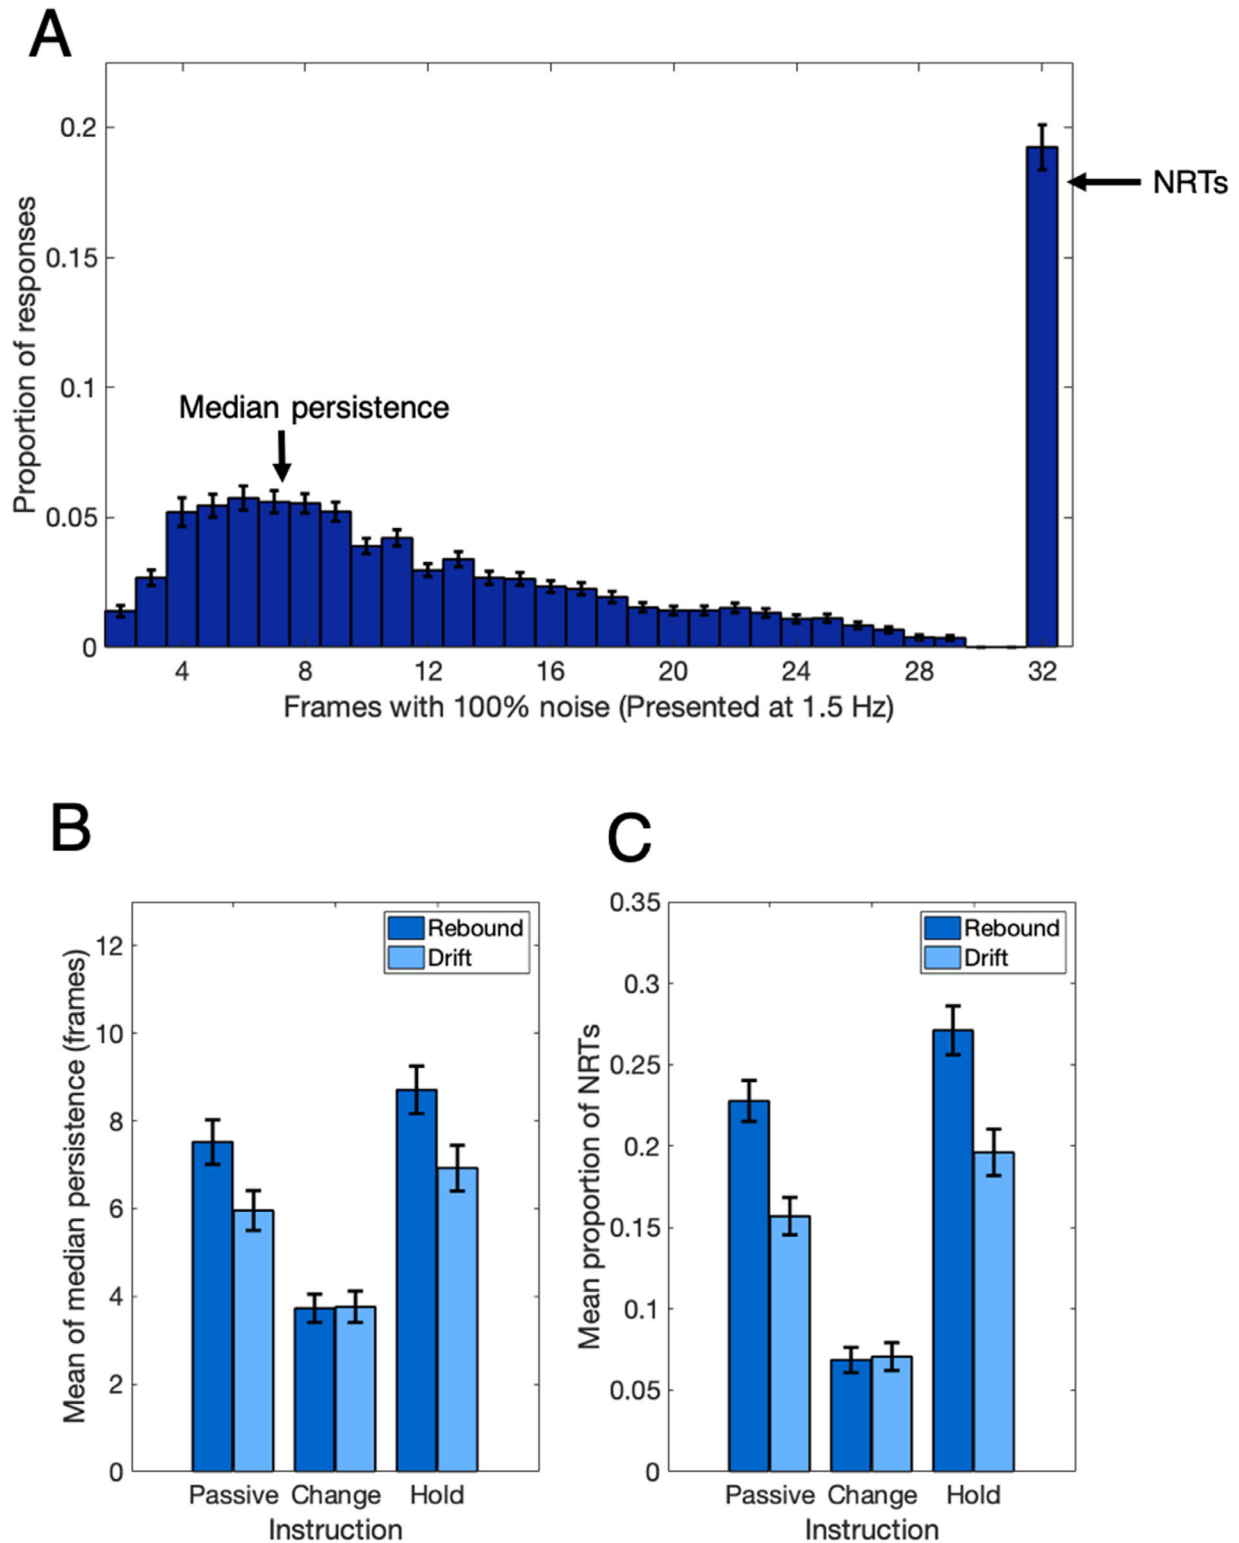 A
Proportion of responses
0.2
0.15
0.1
0.05
0
NRTs
Median persistence
4 8 12 16 20 24 28 32
Frames with 100% noise (Presented at 1.5 Hz)
B
Mean of median persistence (frames)
12
10
8
6
4
2
0
Rebound
Drift
Passive Change Hold
Instruction
C
Mean proportion of NRTs
0.35
0.3
0.25
0.2
0.15
0.1
0.05
0
Rebound
Drift
Passive Change Hold
Instruction